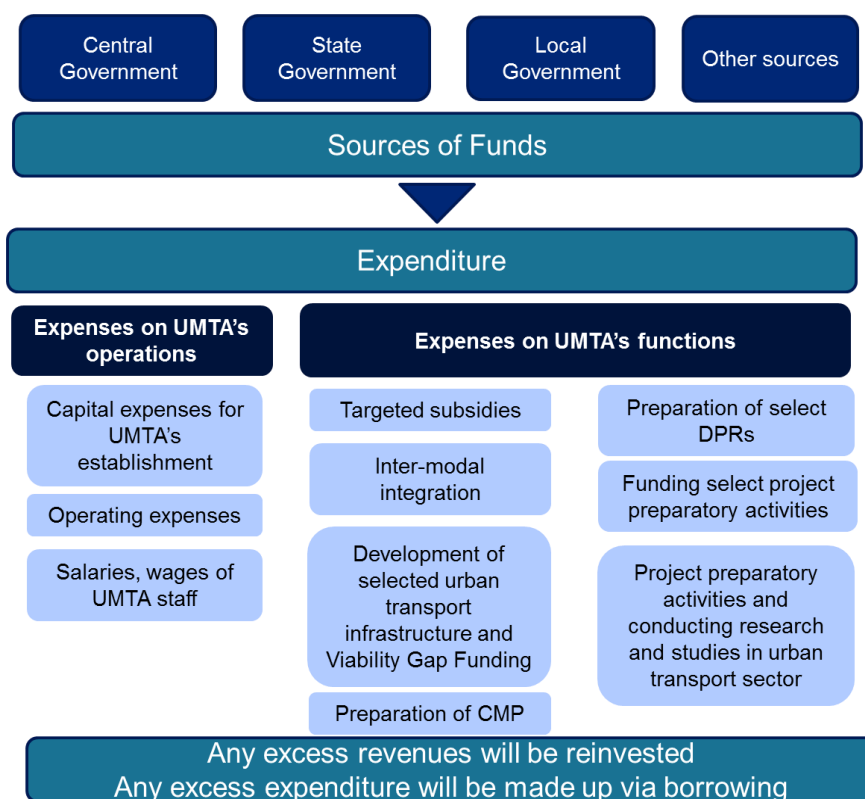 Central
Government
State
Government
Local
Government
Other sources
Sources of Funds
Expenditure
Expenses on UMTA's
operations
Expenses on UMTA's functions
Capital expenses for
UMTA's
establishment
Operating expenses
Salaries, wages of
UMTA staff
Targeted subsidies
Inter-modal
integration
Development of
selected urban
transport
infrastructure and
Viability Gap Funding
Preparation of CMP
Preparation of select
DPRs
Funding select project
preparatory activities
Project preparatory
activities and
conducting research
and studies in urban
transport sector
Any excess revenues will be reinvested
Any excess expenditure will be made up via borrowing